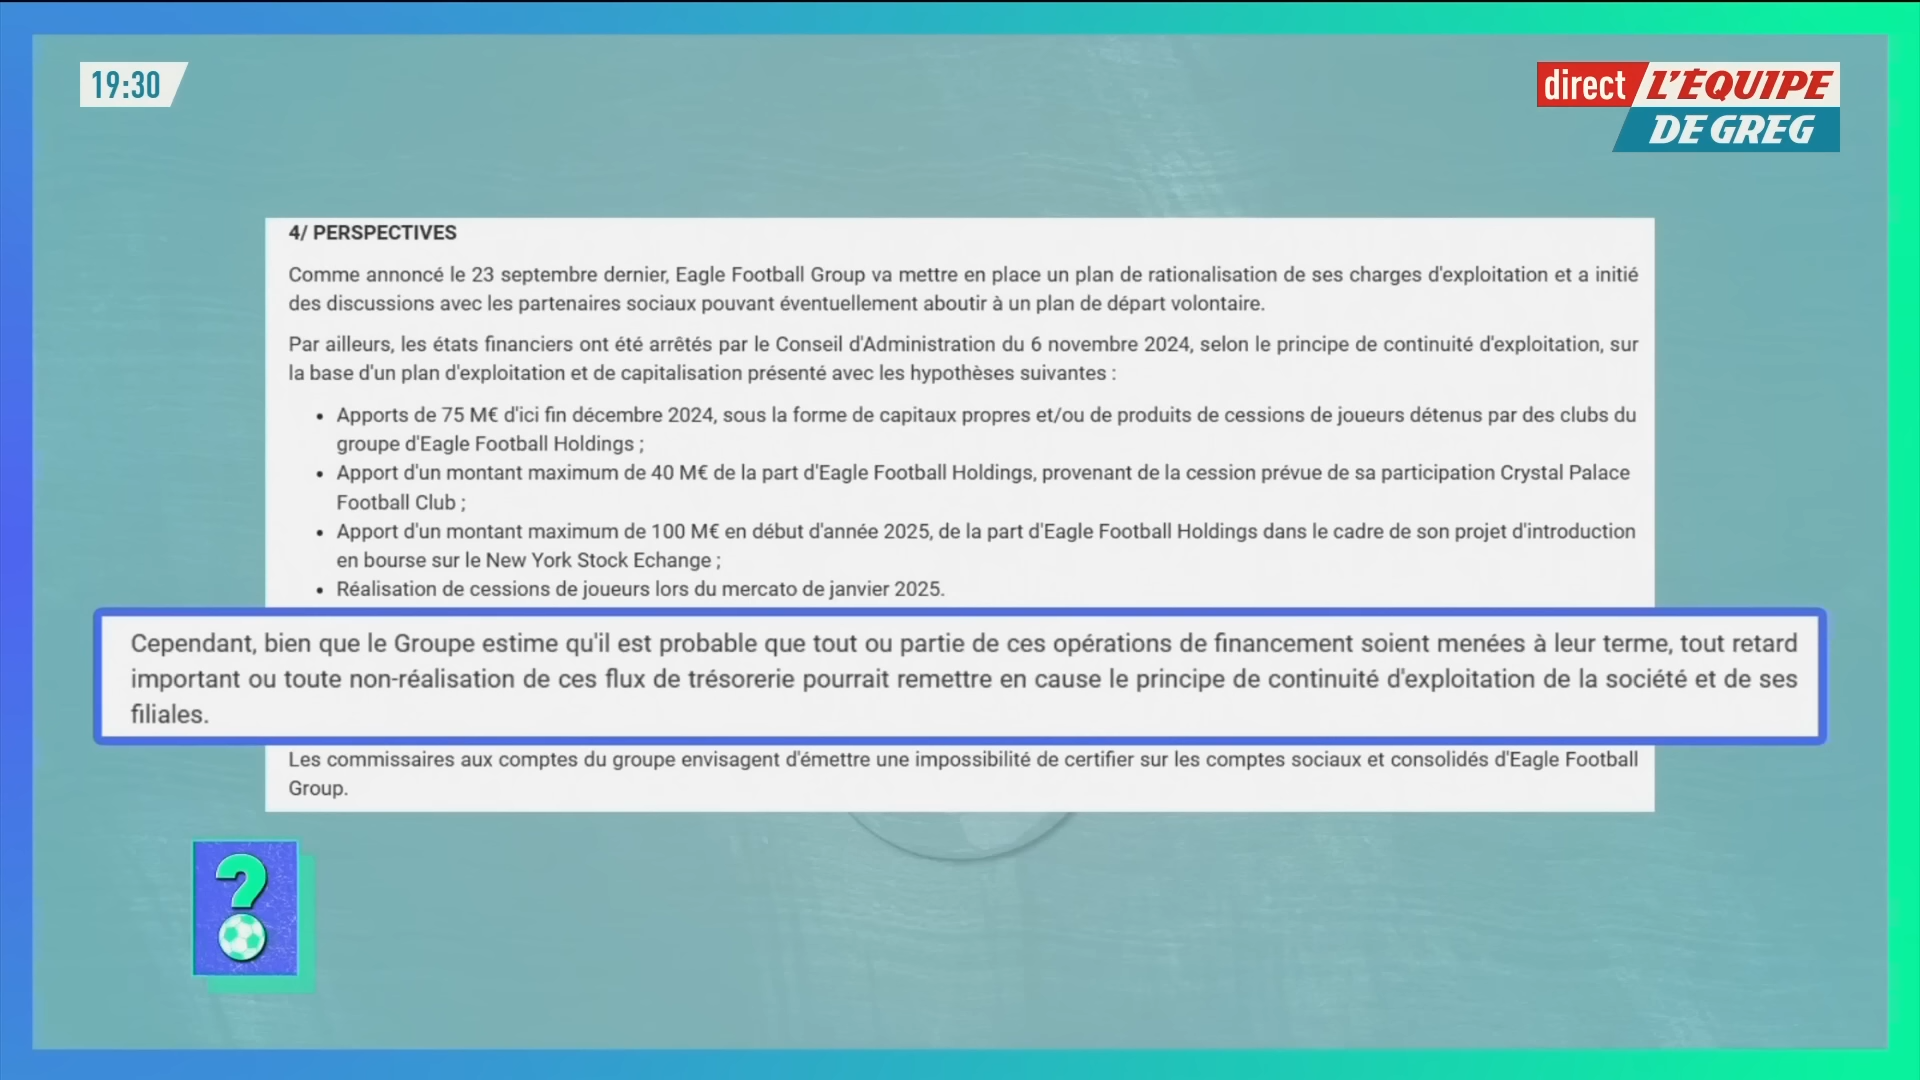 19:30
direct L'ÉQUIPE
DE GREG
4/ PERSPECTIVES
Comme annoncé le 23 septembre dernier, Eagle Football Group va mettre en place un plan de rationalisation de ses charges d'exploitation et a initié
des discussions avec les partenaires sociaux pouvant éventuellement aboutir à un plan de départ volontaire.
Par ailleurs, les états financiers ont été arrêtés par le Conseil d'Administration du 6 novembre 2024, selon le principe de continuité d'exploitation, sur
la base d'un plan d'exploitation et de capitalisation présenté avec les hypothèses suivantes :
• Apports de 75 M€ d'ici fin décembre 2024, sous la forme de capitaux propres et/ou de produits de cessions de joueurs détenus par des clubs du
groupe d'Eagle Football Holdings ;
• Apport d'un montant maximum de 40 M€ de la part d'Eagle Football Holdings, provenant de la cession prévue de sa participation Crystal Palace
Football Club ;
• Apport d'un montant maximum de 100 M€ en début d'année 2025, de la part d'Eagle Football Holdings dans le cadre de son projet d'introduction
en bourse sur le New York Stock Echange ;
• Réalisation de cessions de joueurs lors du mercato de janvier 2025.
Cependant, bien que le Groupe estime qu'il est probable que tout ou partie de ces opérations de financement soient menées à leur terme, tout retard
important ou toute non-réalisation de ces flux de trésorerie pourrait remettre en cause le principe de continuité d'exploitation de la société et de ses
filiales.
Les commissaires aux comptes du groupe envisagent d'émettre une impossibilité de certifier sur les comptes sociaux et consolidés d'Eagle Football
Group.
?